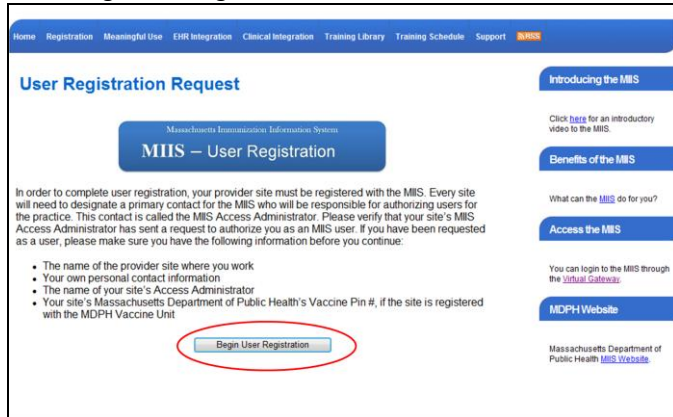 Home Registration Meaningful Use EHR Integration Clinical Integration Training Library Training Schedule Support RSS
User Registration Request
Massachusetts Immunization Information System
MIIS – User Registration
In order to complete user registration, your provider site must be registered with the MIIS. Every site
will need to designate a primary contact for the MIIS who will be responsible for authorizing users for
the practice. This contact is called the MIIS Access Administrator. Please verify that your site's MIIS
Access Administrator has sent a request to authorize you as an MIIS user. If you have been requested
as a user, please make sure you have the following information before you continue:
• The name of the provider site where you work
• Your own personal contact information
• The name of your site's Access Administrator
• Your site's Massachusetts Department of Public Health's Vaccine Pin #, if the site is registered
with the MDPH Vaccine Unit
Begin User Registration
Introducing the MIIS
Click here for an introductory
video to the MIIS.
Benefits of the MIIS
What can the MIIS do for you?
Access the MIIS
You can login to the MIIS through
the Virtual Gateway.
MDPH Website
Massachusetts Department of
Public Health MIIS Website.